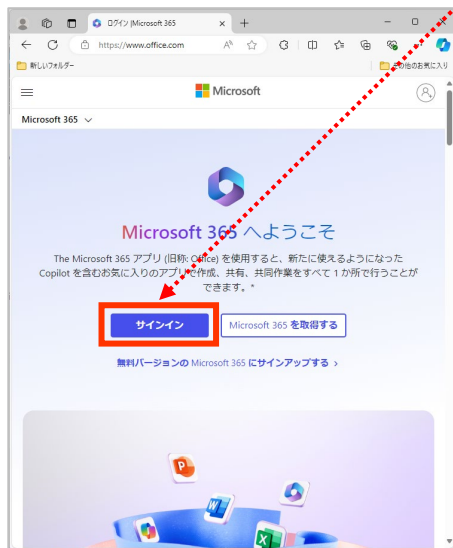 ログイン |Microsoft 365
https://www.office.com
新しいフォルダー
その他のお気に入り
Microsoft
Microsoft 365
Microsoft 365 へようこそ
The Microsoft 365 アプリ (旧称: Office) を使用すると、新たに使えるようになった
Copilot を含むお気に入りのアプリで作成、共有、共同作業をすべて 1 か所で行うことが
できます。*
サインイン
Microsoft 365 を取得する
無料バージョンの Microsoft 365 にサインアップする >
P
W
X